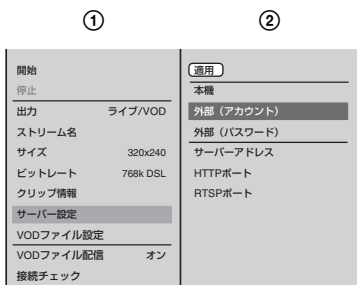 ① ②
開始
停止
出力 ライブ/VOD
ストリーム名
サイズ 320x240
ビットレート 768k DSL
クリップ情報
サーバー設定
VODファイル設定
VODファイル配信 オン
接続チェック
適用
本機
外部（アカウント）
外部（パスワード）
サーバーアドレス
HTTPポート
RTSPポート